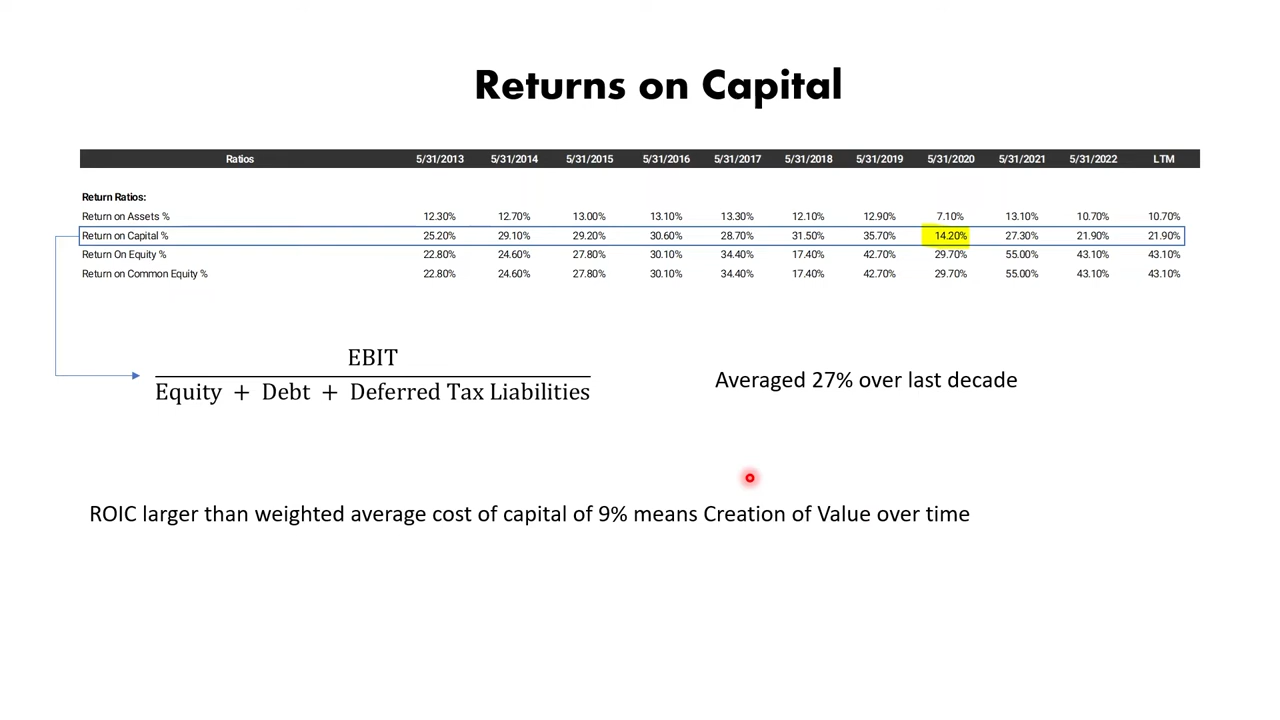 Returns on Capital
Ratios 5/31/2013 5/31/2014 5/31/2015 5/31/2016 5/31/2017 5/31/2018 5/31/2019 5/31/2020 5/31/2021 5/31/2022 LTM
Return Ratios:
Return on Assets % 12.30% 12.70% 13.00% 13.10% 13.30% 12.10% 12.90% 7.10% 13.10% 10.70% 10.70%
Return on Capital % 25.20% 29.10% 29.20% 30.60% 28.70% 31.50% 35.70% 14.20% 27.30% 21.90% 21.90%
Return On Equity % 22.80% 24.60% 27.80% 30.10% 34.40% 17.40% 42.70% 29.70% 55.00% 43.10% 43.10%
Return on Common Equity % 22.80% 24.60% 27.80% 30.10% 34.40% 17.40% 42.70% 29.70% 55.00% 43.10% 43.10%
EBIT
Equity + Debt + Deferred Tax Liabilities
Averaged 27% over last decade
ROIC larger than weighted average cost of capital of 9% means Creation of Value over time